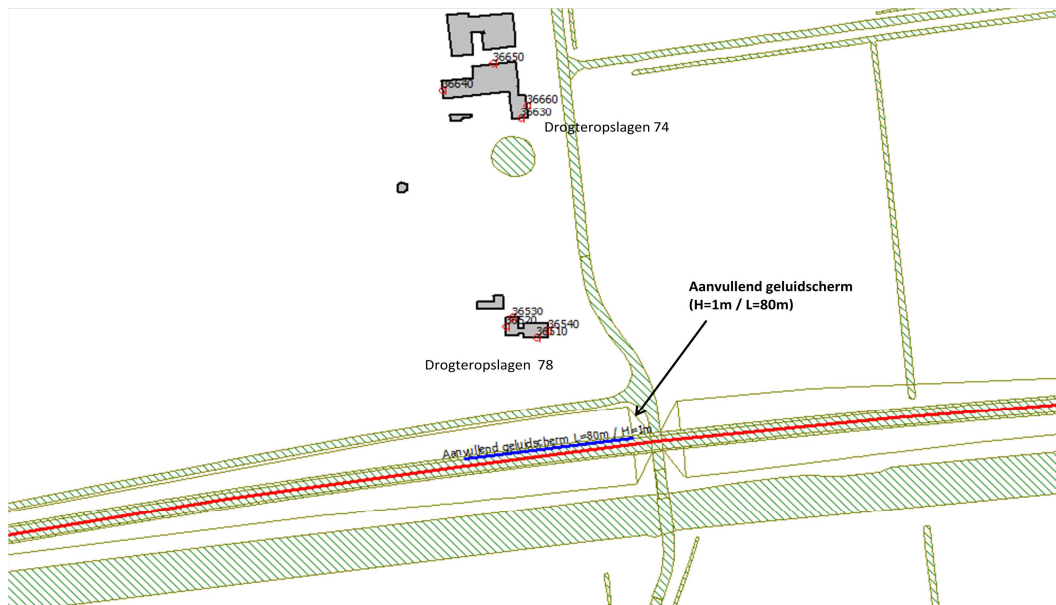 36650
36640
36660
36630
Drogteropslagen 74
Aanvullend geluidscherm
(H=1m / L=80m)
36530
36520
36540
36510
Drogteropslagen 78
Aanvullend geluidscherm L=80m / H=1m